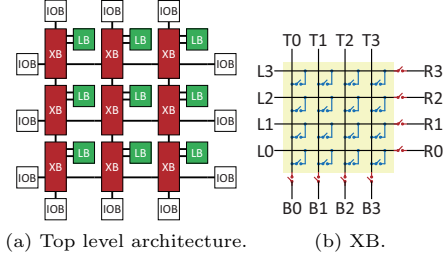 IOB IOB IOB
LB LB LB
IOB XB XB XB IOB
LB LB LB
IOB XB XB XB IOB
LB LB LB
IOB XB XB XB IOB
IOB IOB IOB
(a) Top level architecture.
T0 T1 T2 T3
L3 R3
L2 R2
L1 R1
L0 R0
B0 B1 B2 B3
(b) XB.